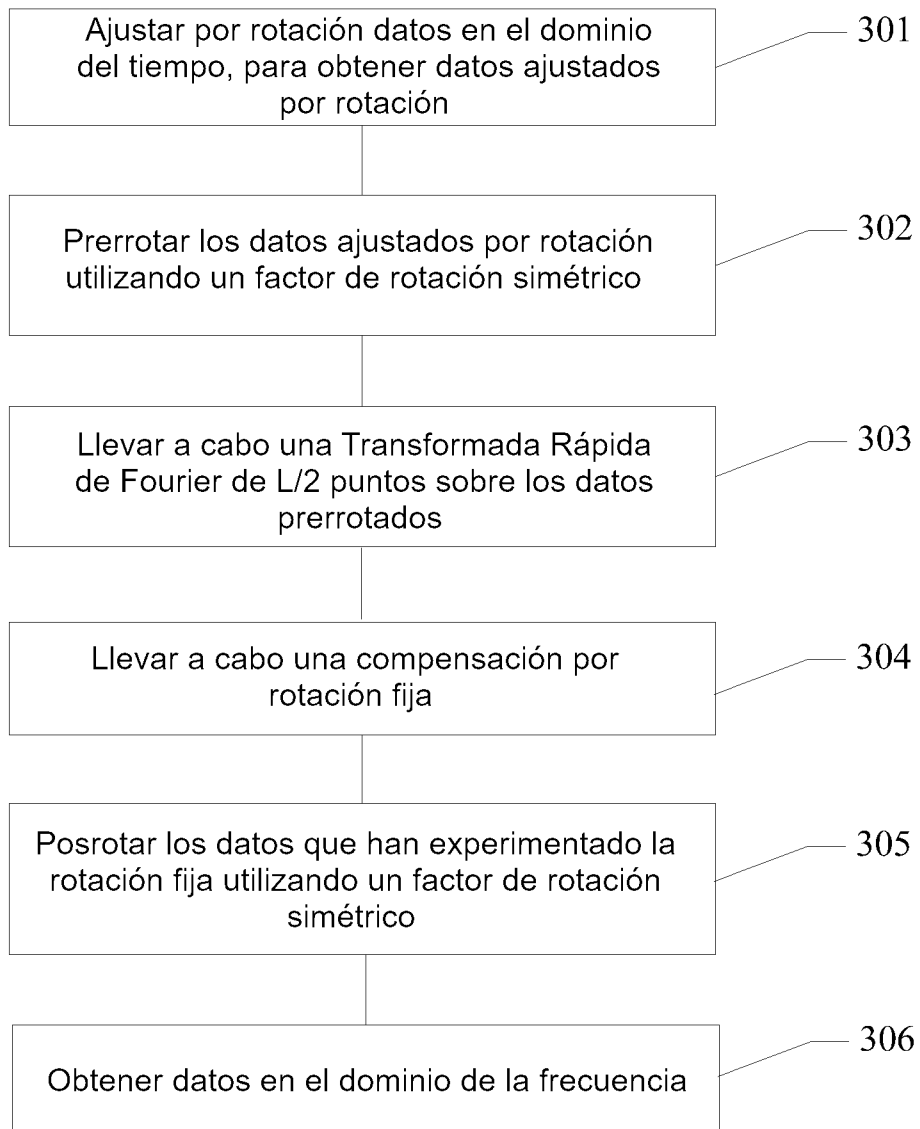 Ajustar por rotación datos en el dominio
del tiempo, para obtener datos ajustados
por rotación
301
Prerrotar los datos ajustados por rotación
utilizando un factor de rotación simétrico
302
Llevar a cabo una Transformada Rápida
de Fourier de L/2 puntos sobre los datos
prerrotados
303
Llevar a cabo una compensación por
rotación fija
304
Posrotar los datos que han experimentado la
rotación fija utilizando un factor de rotación
simétrico
305
Obtener datos en el dominio de la frecuencia
306